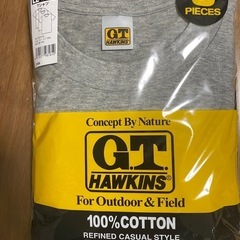 PIECES
G.T.
HAWKINS
Concept By Nature
G.T.
HAWKINS®
For Outdoor & Field
100%COTTON
REFINED CASUAL STYLE